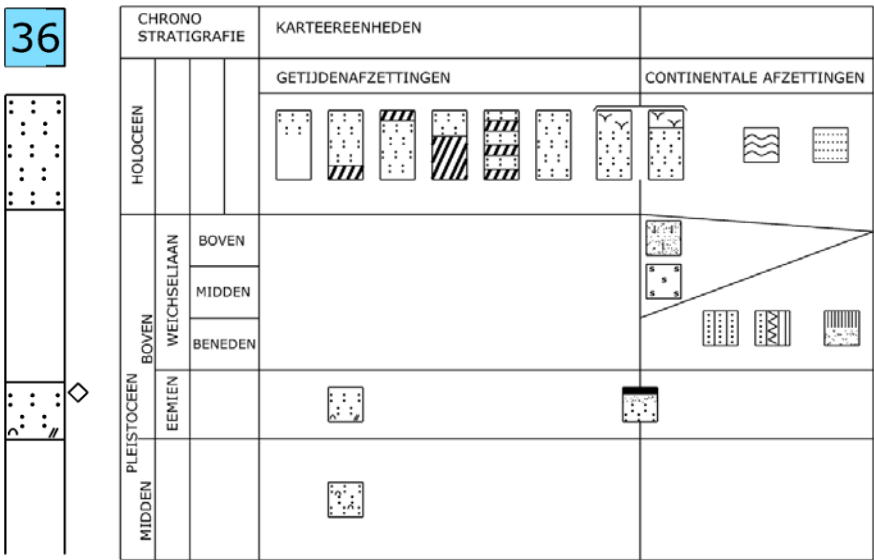 36
CHRONO
STRATIGRAFIE
KARTEEREENHEDEN
GETIJDENAFZETTINGEN
CONTINENTALE AFZETTINGEN
HOLOCEEN
PLEISTOCEEN
BOVEN
WEICHSELIAAN
BOVEN
MIDDEN
BENEDEN
s s
s
s s
EEMIEN
MIDDEN